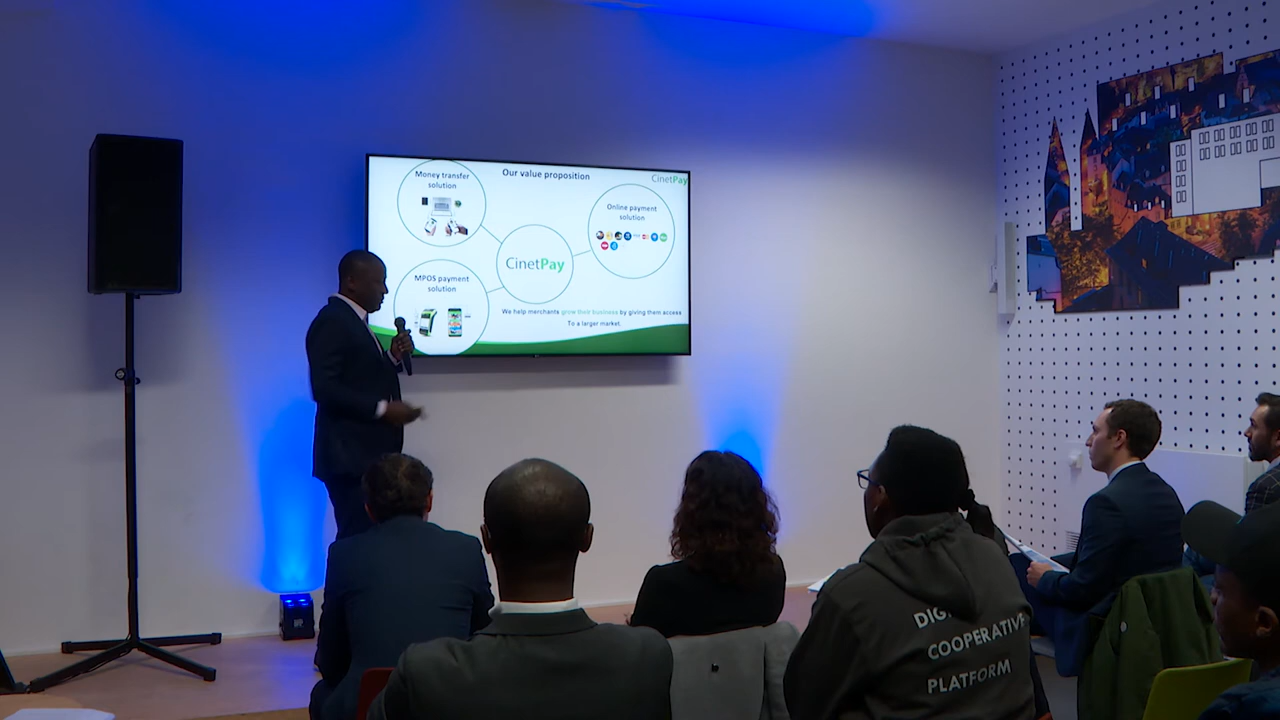 Our value proposition
CinetPay
Money transfer
solution
Online payment
solution
CinetPay
MPOS payment
solution
We help merchants grow their business by giving them access
To a larger market.
COOPERATIVE
PLATFORM